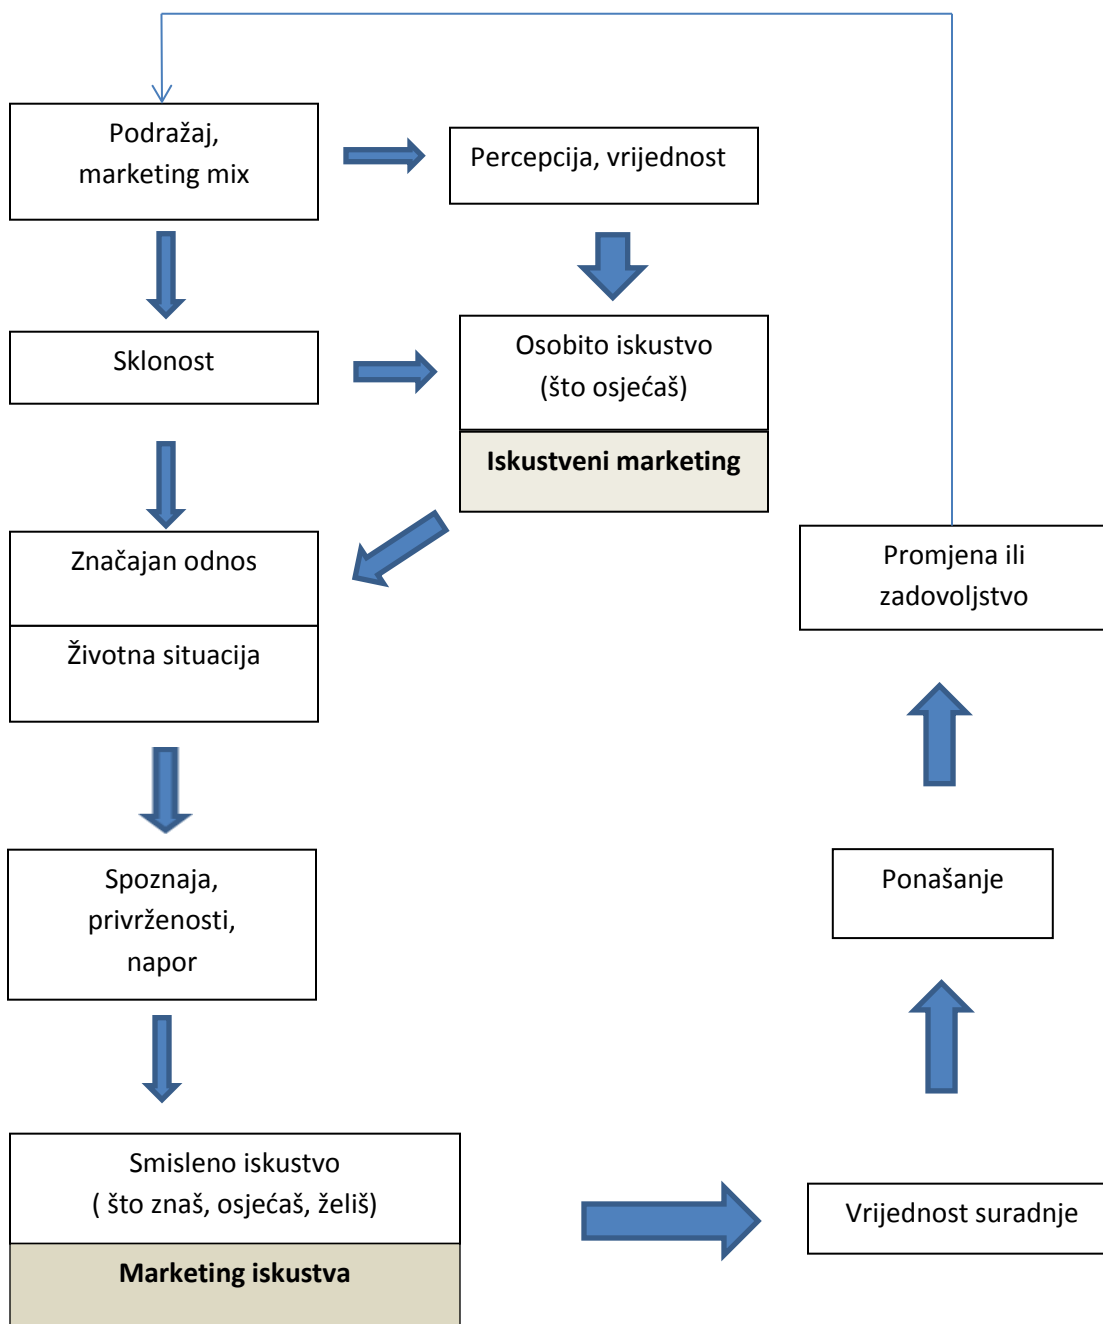 Podražaj,
marketing mix
Percepcija, vrijednost
Sklonost
Osobito iskustvo
(što osjećaš)
Iskustveni marketing
Značajan odnos
Životna situacija
Promjena ili
zadovoljstvo
Spoznaja,
privrženosti,
napor
Ponašanje
Smisleno iskustvo
( što znaš, osjećaš, želiš)
Marketing iskustva
Vrijednost suradnje